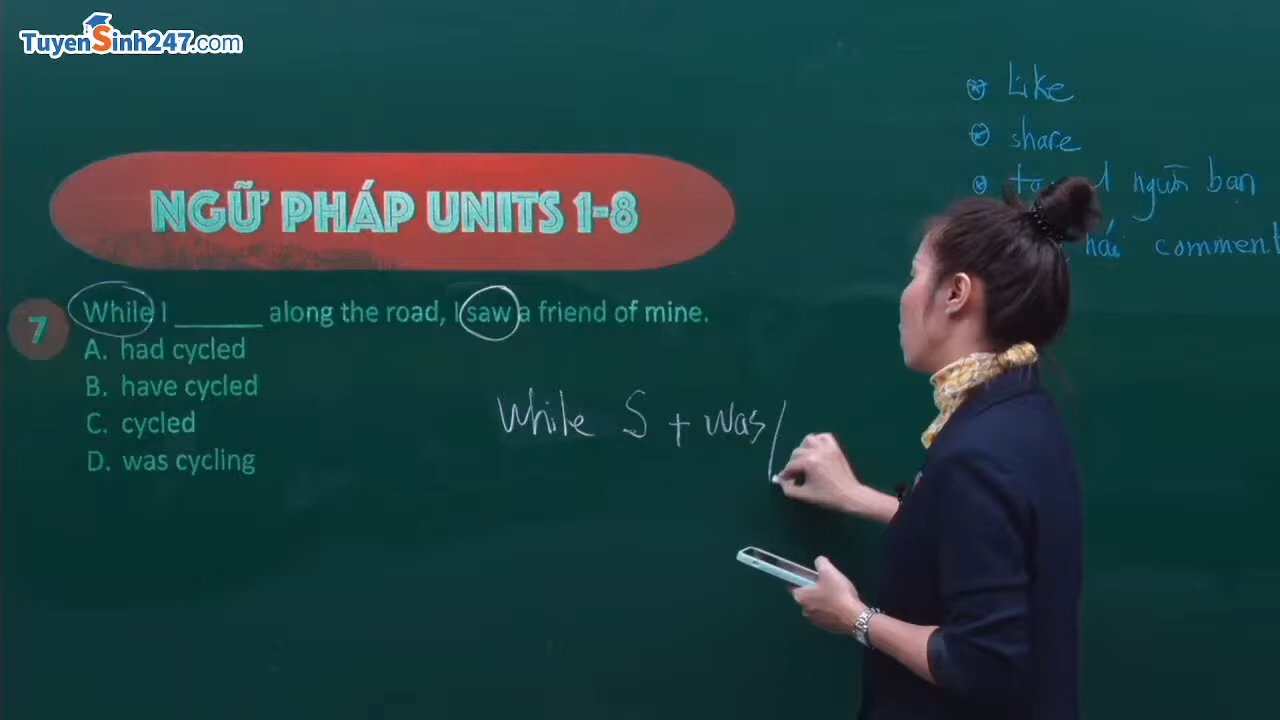 TuyenSinh247.com
Like
share
người bạn
comment
NGỮ PHÁP UNITS 1-8
7
While I ______ along the road, I saw a friend of mine.
A. had cycled
B. have cycled
C. cycled
D. was cycling
While S + was/